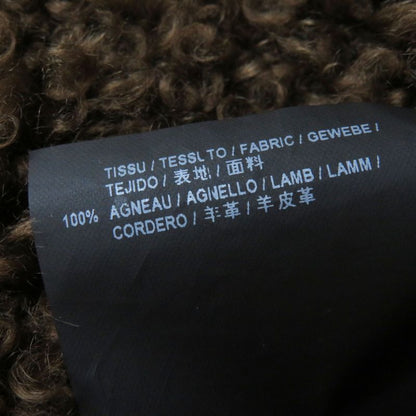 TISSU / TESSUTO / FABRIC / GEWEBE /
TEJIDO / 表地 / 面料
100% AGNEAU / AGNELLO / LAMB / LAMM /
CORDERO / 羊革 / 羊皮革